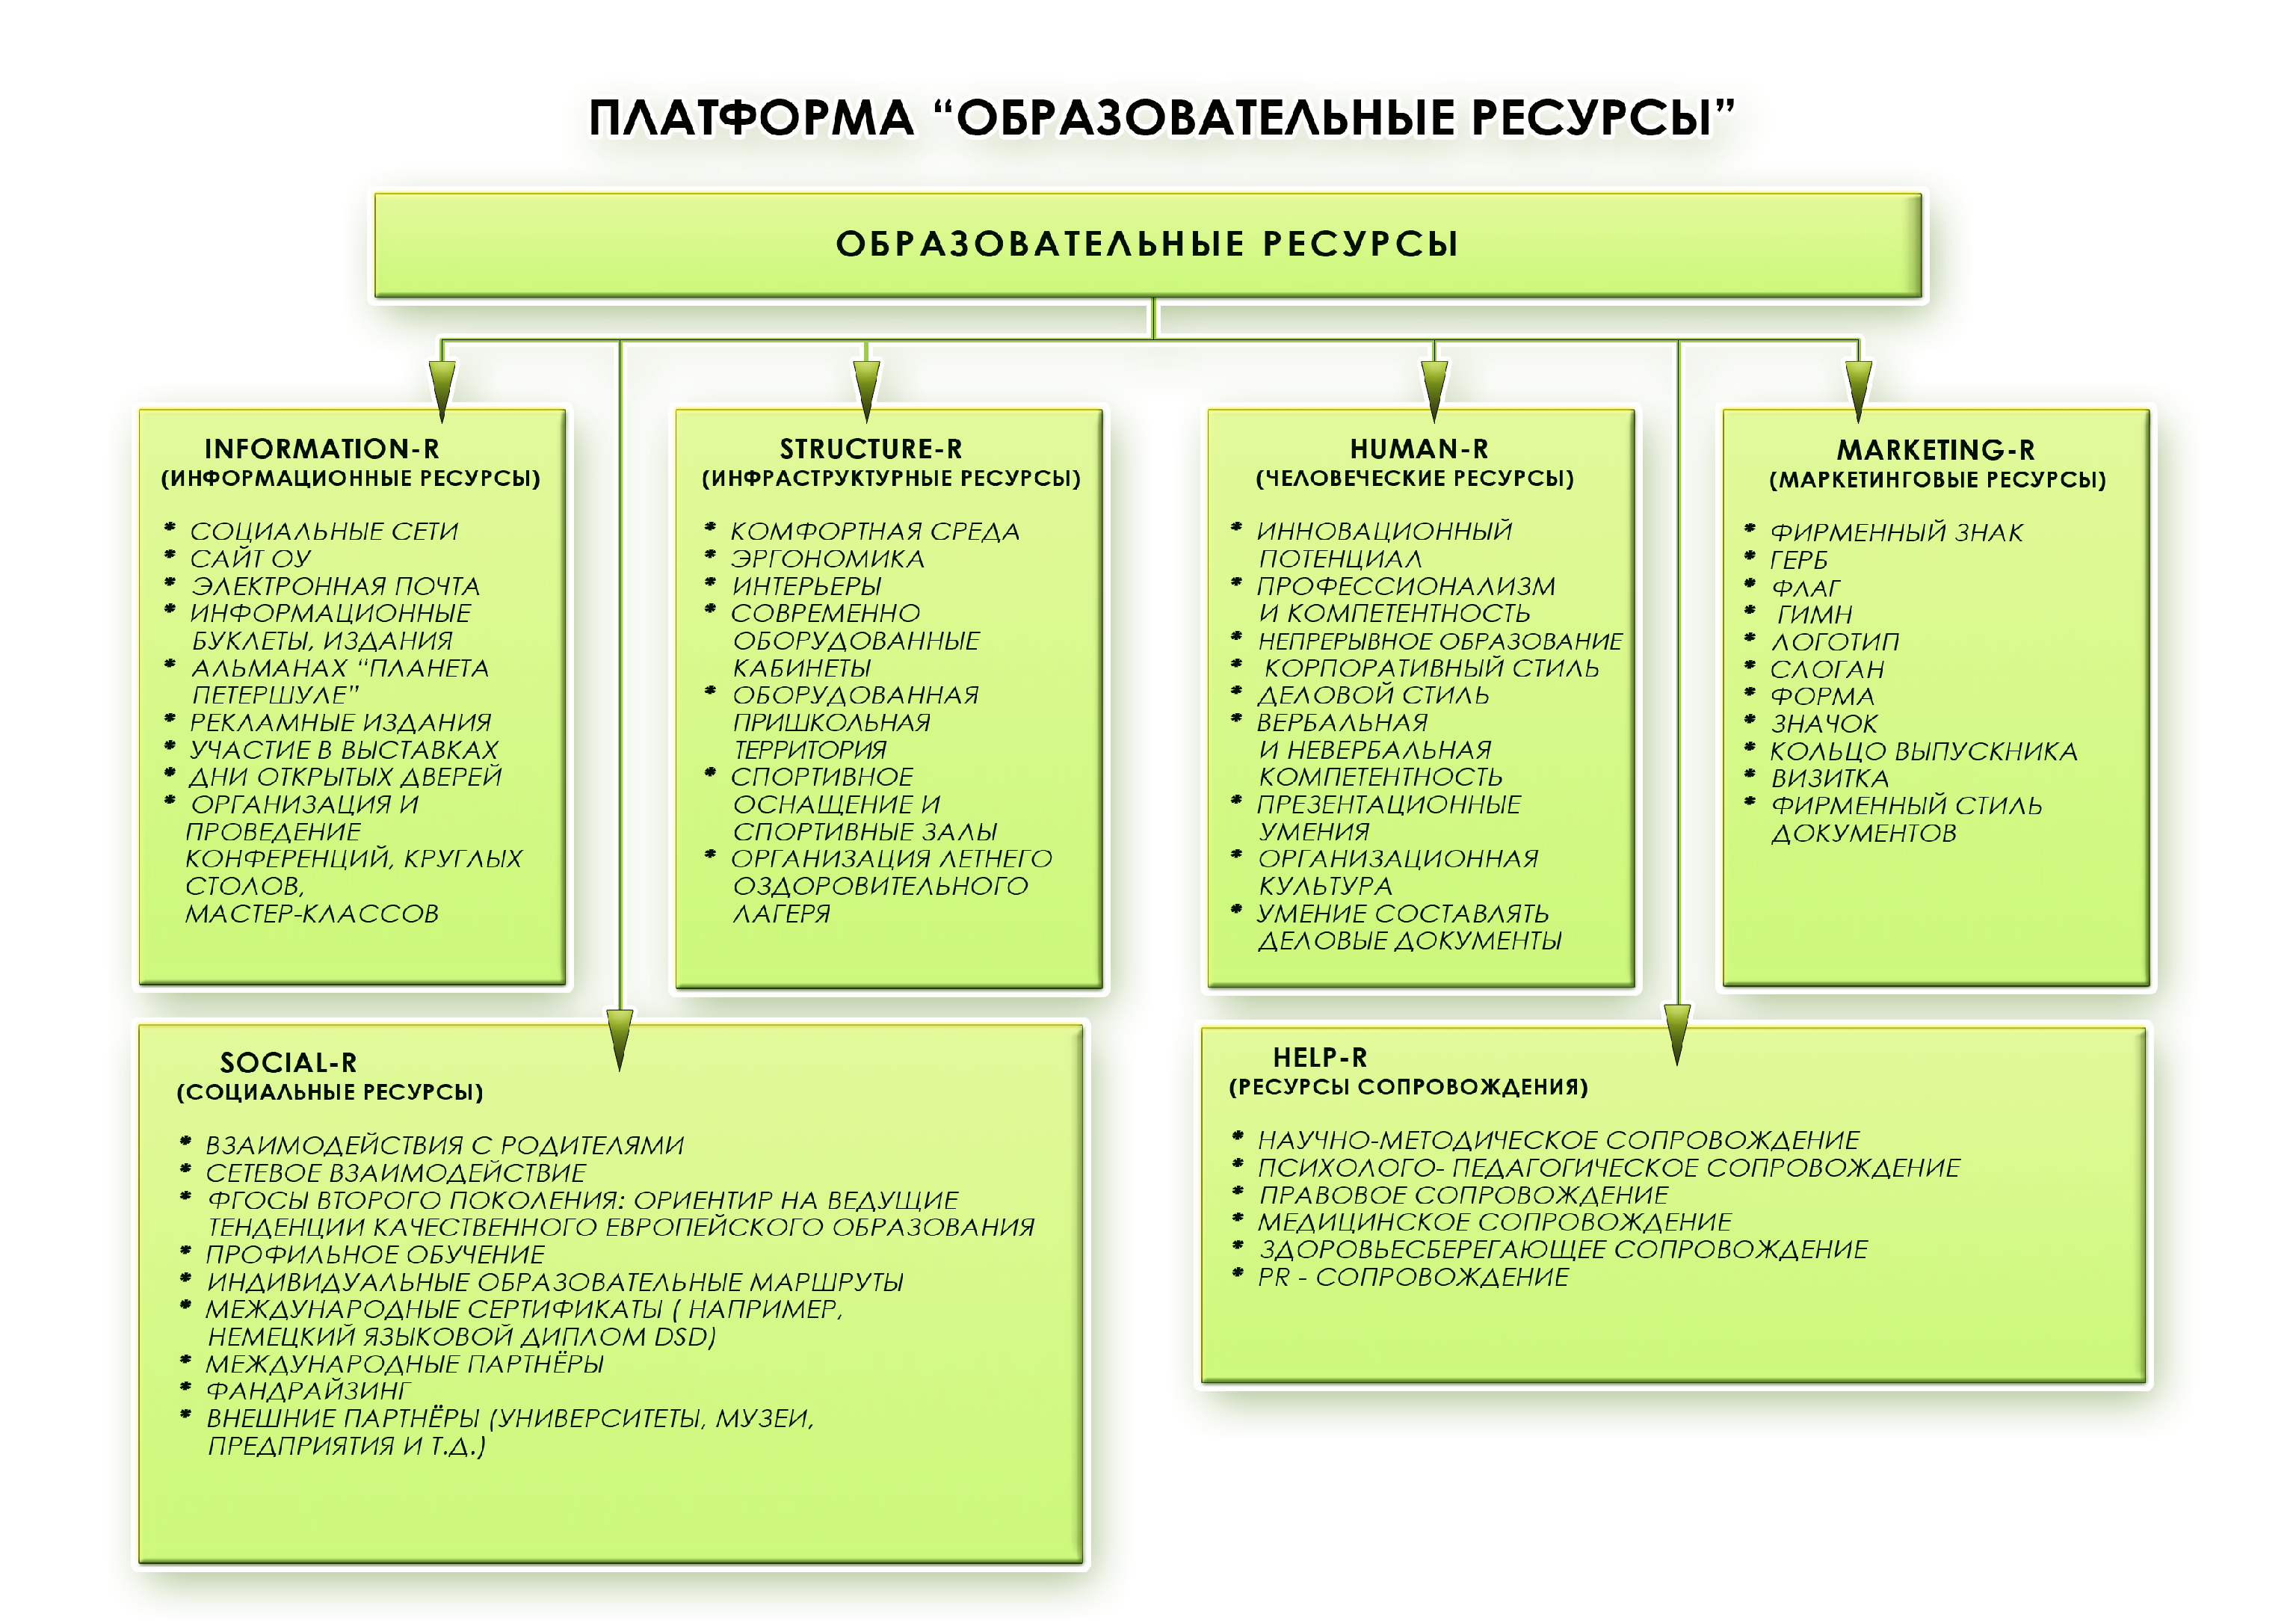 ПЛАТФОРМА “ОБРАЗОВАТЕЛЬНЫЕ РЕСУРСЫ”
ОБРАЗОВАТЕЛЬНЫЕ РЕСУРСЫ
INFORMATION-R
(ИНФОРМАЦИОННЫЕ РЕСУРСЫ)
* СОЦИАЛЬНЫЕ СЕТИ
* САЙТ ОУ
* ЭЛЕКТРОННАЯ ПОЧТА
* ИНФОРМАЦИОННЫЕ
БУКЛЕТЫ, ИЗДАНИЯ
* АЛЬМАНАХ “ПЛАНЕТА
ПЕТЕРШУЛЕ”
* РЕКЛАМНЫЕ ИЗДАНИЯ
* УЧАСТИЕ В ВЫСТАВКАХ
* ДНИ ОТКРЫТЫХ ДВЕРЕЙ
* ОРГАНИЗАЦИЯ И
ПРОВЕДЕНИЕ
КОНФЕРЕНЦИЙ, КРУГЛЫХ
СТОЛОВ,
МАСТЕР-КЛАССОВ
STRUCTURE-R
(ИНФРАСТРУКТУРНЫЕ РЕСУРСЫ)
* КОМФОРТНАЯ СРЕДА
* ЭРГОНОМИКА
* ИНТЕРЬЕРЫ
* СОВРЕМЕННО
ОБОРУДОВАННЫЕ
КАБИНЕТЫ
* ОБОРУДОВАННАЯ
ПРИШКОЛЬНАЯ
ТЕРРИТОРИЯ
* СПОРТИВНОЕ
ОСНАЩЕНИЕ И
СПОРТИВНЫЕ ЗАЛЫ
* ОРГАНИЗАЦИЯ ЛЕТНЕГО
ОЗДОРОВИТЕЛЬНОГО
ЛАГЕРЯ
HUMAN-R
(ЧЕЛОВЕЧЕСКИЕ РЕСУРСЫ)
* ИННОВАЦИОННЫЙ
ПОТЕНЦИАЛ
* ПРОФЕССИОНАЛИЗМ
И КОМПЕТЕНТНОСТЬ
* НЕПРЕРЫВНОЕ ОБРАЗОВАНИЕ
* КОРПОРАТИВНЫЙ СТИЛЬ
* ДЕЛОВОЙ СТИЛЬ
* ВЕРБАЛЬНАЯ
И НЕВЕРБАЛЬНАЯ
КОМПЕТЕНТНОСТЬ
* ПРЕЗЕНТАЦИОННЫЕ
УМЕНИЯ
* ОРГАНИЗАЦИОННАЯ
КУЛЬТУРА
* УМЕНИЕ СОСТАВЛЯТЬ
ДЕЛОВЫЕ ДОКУМЕНТЫ
MARKETING-R
(МАРКЕТИНГОВЫЕ РЕСУРСЫ)
* ФИРМЕННЫЙ ЗНАК
* ГЕРБ
* ФЛАГ
* ГИМН
* ЛОГОТИП
* СЛОГАН
* ФОРМА
* ЗНАЧОК
* КОЛЬЦО ВЫПУСКНИКА
* ВИЗИТКА
* ФИРМЕННЫЙ СТИЛЬ
ДОКУМЕНТОВ
SOCIAL-R
(СОЦИАЛЬНЫЕ РЕСУРСЫ)
* ВЗАИМОДЕЙСТВИЯ С РОДИТЕЛЯМИ
* СЕТЕВОЕ ВЗАИМОДЕЙСТВИЕ
* ФГОСЫ ВТОРОГО ПОКОЛЕНИЯ: ОРИЕНТИР НА ВЕДУЩИЕ
ТЕНДЕНЦИИ КАЧЕСТВЕННОГО ЕВРОПЕЙСКОГО ОБРАЗОВАНИЯ
* ПРОФИЛЬНОЕ ОБУЧЕНИЕ
* ИНДИВИДУАЛЬНЫЕ ОБРАЗОВАТЕЛЬНЫЕ МАРШРУТЫ
* МЕЖДУНАРОДНЫЕ СЕРТИФИКАТЫ ( НАПРИМЕР,
НЕМЕЦКИЙ ЯЗЫКОВОЙ ДИПЛОМ DSD)
* МЕЖДУНАРОДНЫЕ ПАРТНЁРЫ
* ФАНДРАЙЗИНГ
* ВНЕШНИЕ ПАРТНЁРЫ (УНИВЕРСИТЕТЫ, МУЗЕИ,
ПРЕДПРИЯТИЯ И Т.Д.)
HELP-R
(РЕСУРСЫ СОПРОВОЖДЕНИЯ)
* НАУЧНО-МЕТОДИЧЕСКОЕ СОПРОВОЖДЕНИЕ
* ПСИХОЛОГО- ПЕДАГОГИЧЕСКОЕ СОПРОВОЖДЕНИЕ
* ПРАВОВОЕ СОПРОВОЖДЕНИЕ
* МЕДИЦИНСКОЕ СОПРОВОЖДЕНИЕ
* ЗДОРОВЬЕСБЕРЕГАЮЩЕЕ СОПРОВОЖДЕНИЕ
* PR - СОПРОВОЖДЕНИЕ